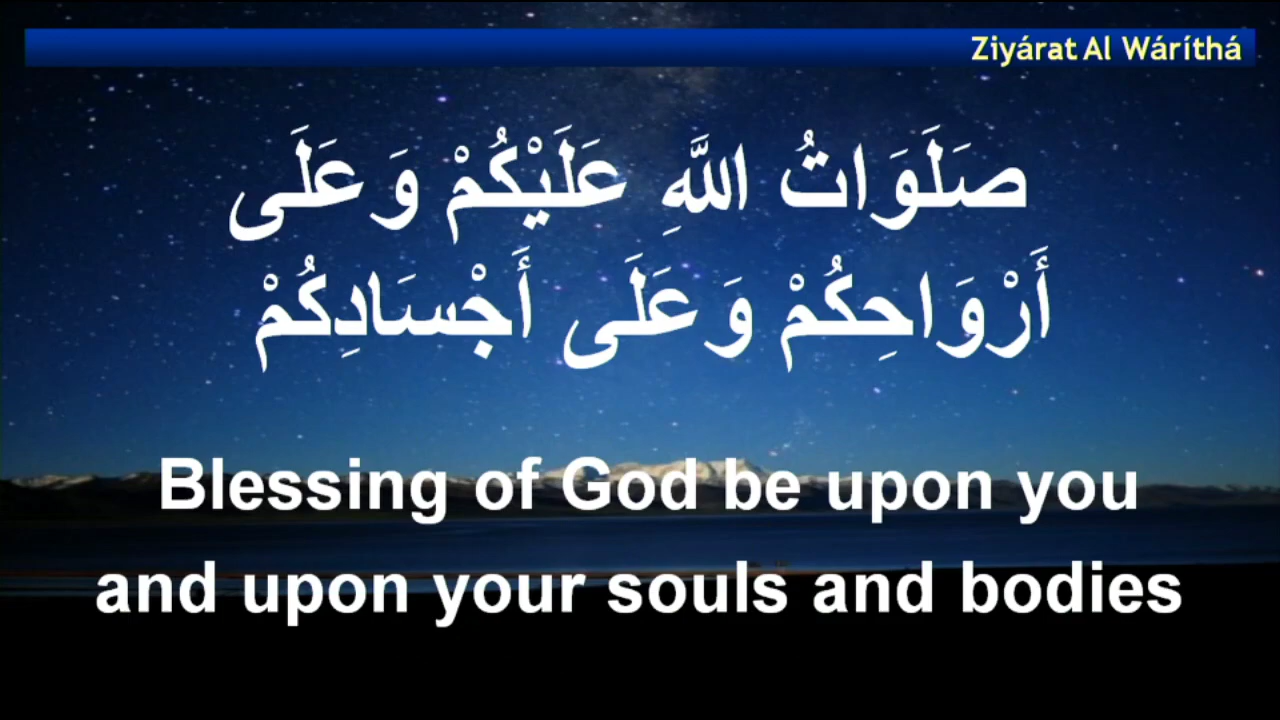 Ziyárat Al Wáríthá
صَلَوَاتُ اللَّهِ عَلَيْكُمْ وَعَلَى
أَرْوَاحِكُمْ وَعَلَى أَجْسَادِكُمْ
Blessing of God be upon you
and upon your souls and bodies